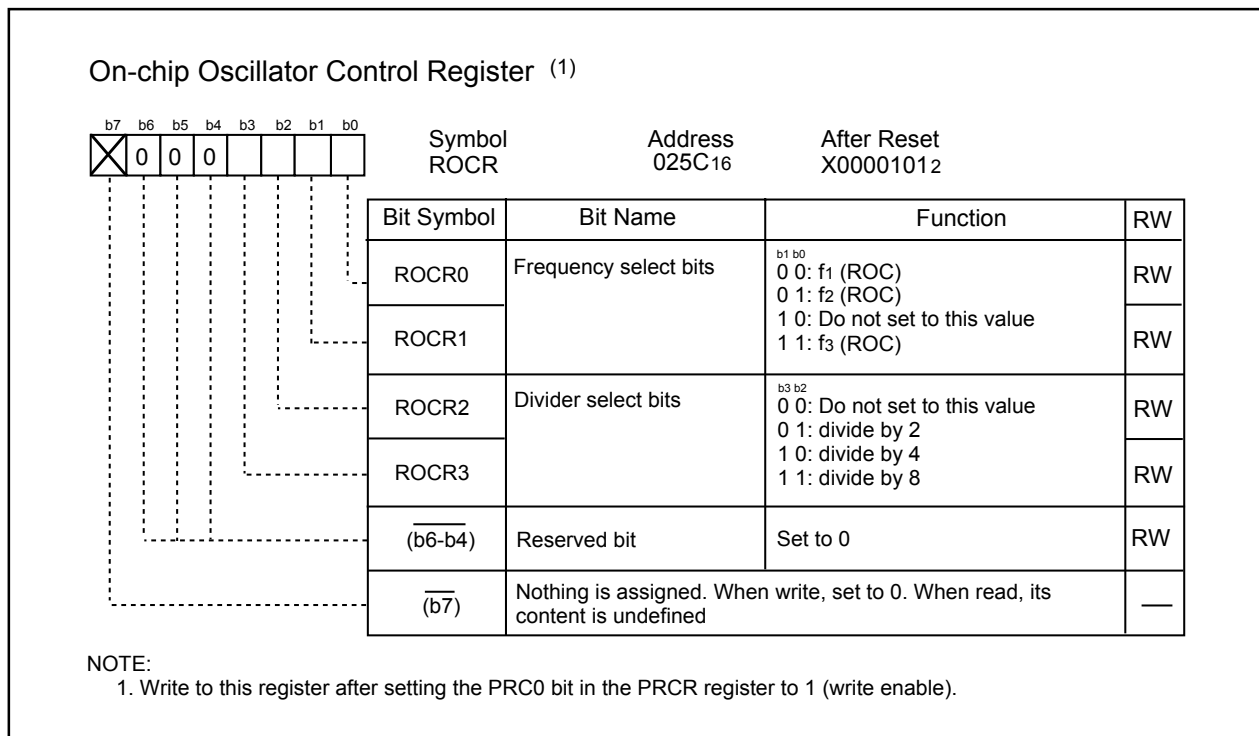 On-chip Oscillator Control Register (1)
b7 b6 b5 b4 b3 b2 b1 b0
0 0 0
Symbol Address After Reset
ROCR 025C16 X00001012
Bit Symbol Bit Name Function RW
ROCR0 Frequency select bits RW
b1 b0
0 0: f1 (ROC)
0 1: f2 (ROC)
1 0: Do not set to this value
1 1: f3 (ROC)
ROCR1 RW
ROCR2 Divider select bits RW
b3 b2
0 0: Do not set to this value
0 1: divide by 2
1 0: divide by 4
1 1: divide by 8
ROCR3 RW
(b6-b4) Reserved bit Set to 0 RW
(b7) Nothing is assigned. When write, set to 0. When read, its
content is undefined —
NOTE:
1. Write to this register after setting the PRC0 bit in the PRCR register to 1 (write enable).